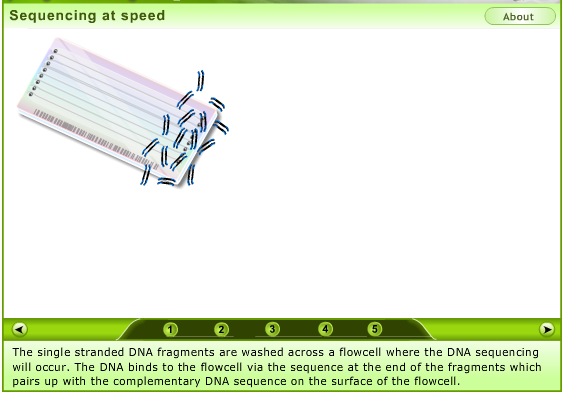 Sequencing at speed
About
1 2 3 4 5
The single stranded DNA fragments are washed across a flowcell where the DNA sequencing
will occur. The DNA binds to the flowcell via the sequence at the end of the fragments which
pairs up with the complementary DNA sequence on the surface of the flowcell.